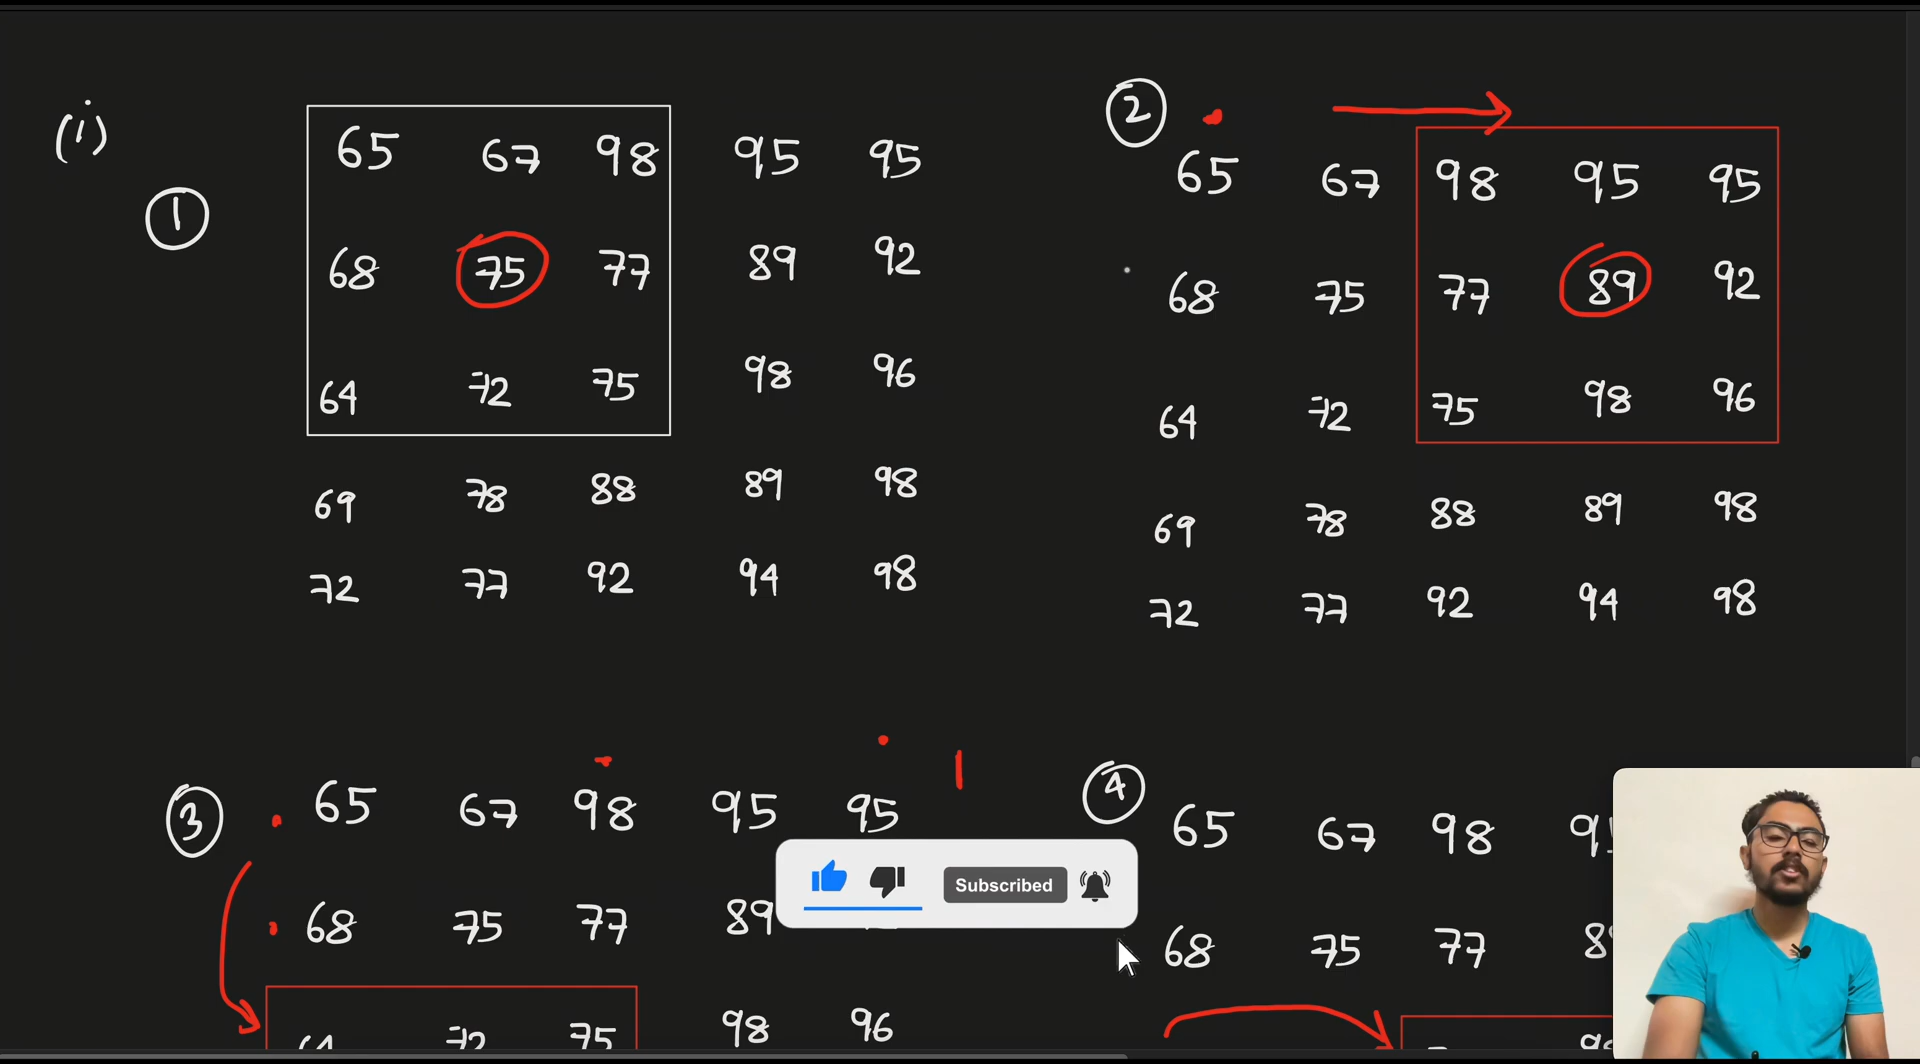 (i)
①
65 67 98 95 95
68 75 77 89 92
64 72 75 98 96
69 78 88 89 98
72 77 92 94 98
②
65 67 98 95 95
68 75 77 89 92
64 72 75 98 96
69 78 88 89 98
72 77 92 94 98
③
65 67 98 95 95
68 75 77 89
72 75 98 96
④
65 67 98
68 75 77
Subscribed